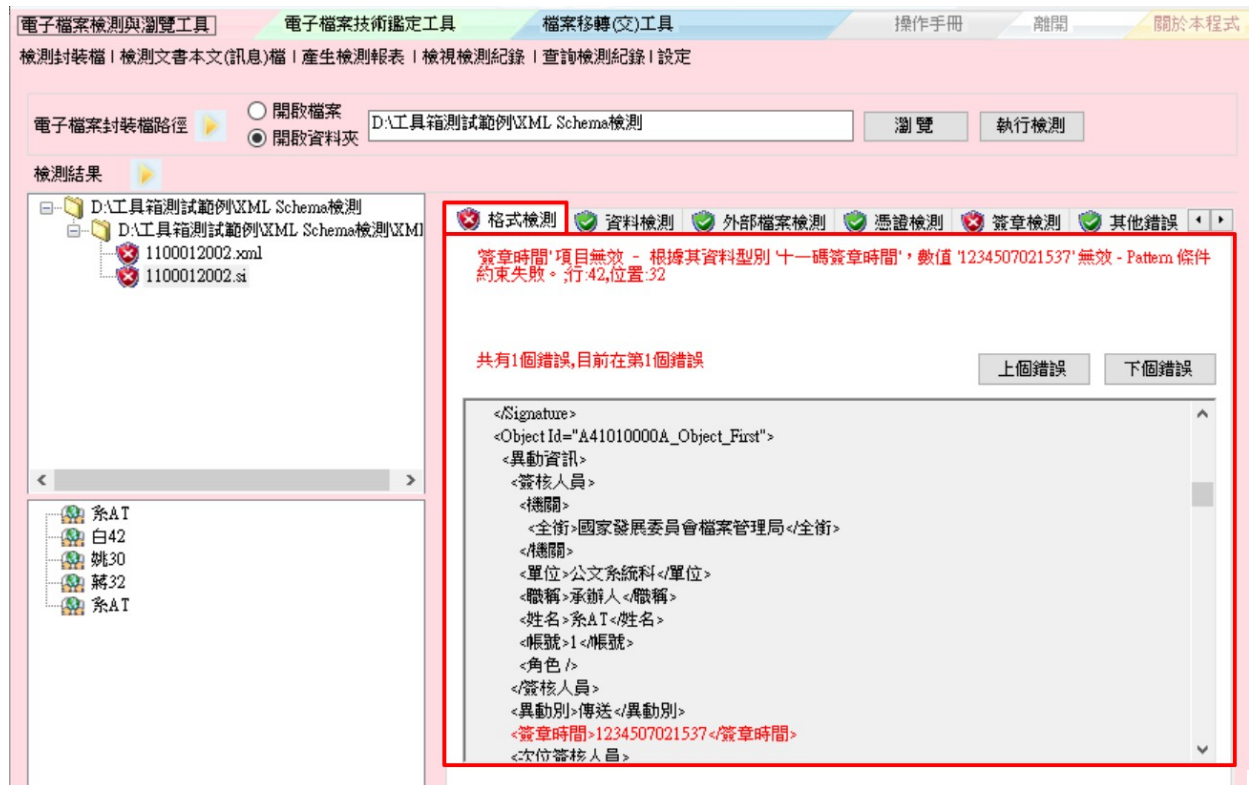 電子檔案檢測與瀏覽工具 電子檔案技術鑑定工具 檔案移轉(交)工具 操作手冊 離開 關於本程式
檢測封裝檔 | 檢測文書本文(訊息)檔 | 產生檢測報表 | 檢視檢測紀錄 | 查詢檢測紀錄 | 設定
電子檔案封裝檔路徑
開啟檔案
開啟資料夾
D:\工具箱測試範例\XML Schema檢測
瀏覽
執行檢測
檢測結果
D:\工具箱測試範例\XML Schema檢測
D:\工具箱測試範例\XML Schema檢測\XMl
1100012002.xml
1100012002.si
糸AT
白42
姚30
蔣32
糸AT
格式檢測 資料檢測 外部檔案檢測 憑證檢測 簽章檢測 其他錯誤
'簽章時間' 項目無效 - 根據其資料型別 '十一碼簽章時間'，數值 '1234507021537' 無效 - Pattern 條件
約束失敗。 ;行:42,位置:32
共有1個錯誤,目前在第1個錯誤
上個錯誤 下個錯誤
</Signature>
<Object Id="A41010000A_Object_First">
<異動資訊>
<簽核人員>
<機關>
<全銜>國家發展委員會檔案管理局</全銜>
</機關>
<單位>公文系統科</單位>
<職稱>承辦人</職稱>
<姓名>糸AT</姓名>
<帳號>1</帳號>
<角色 />
</簽核人員>
<異動別>傳送</異動別>
<簽章時間>1234507021537</簽章時間>
<次位簽核人員>